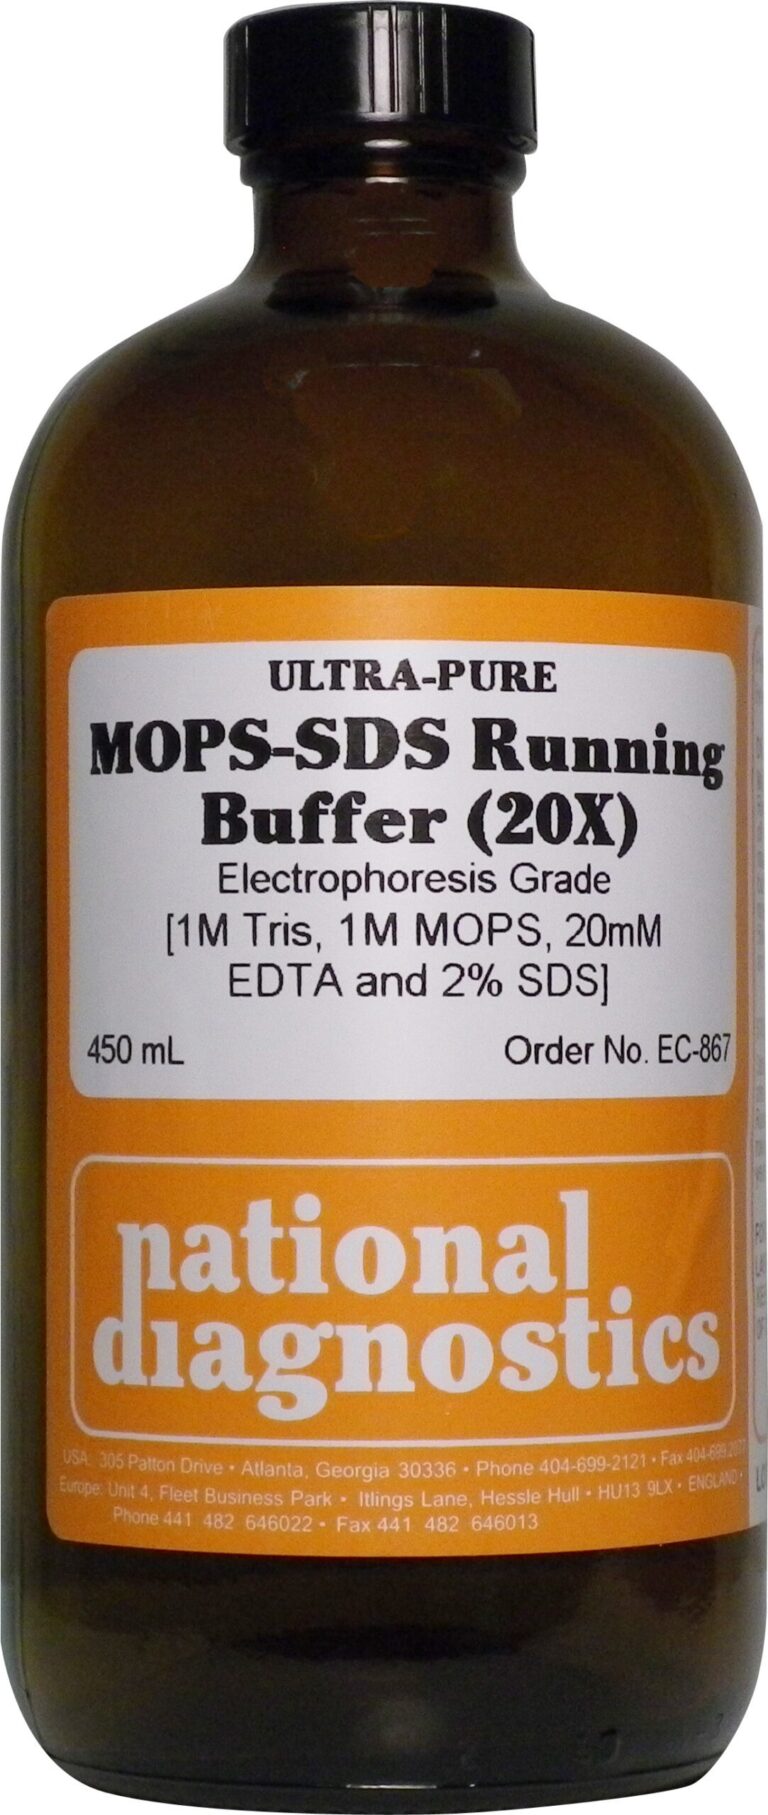 ULTRA-PURE
MOPS-SDS Running
Buffer (20X)
Electrophoresis Grade
[1M Tris, 1M MOPS, 20mM
EDTA and 2% SDS]
450 mL Order No. EC-867
national
diagnostics
USA: 305 Patton Drive • Atlanta, Georgia 30336 • Phone 404-699-2121 • Fax 404-699
Europe: Unit 4, Fleet Business Park • Itlings Lane, Hessle Hull • HU13 9LX • ENGLAND •
Phone 441 482 646022 • Fax 441 482 646013